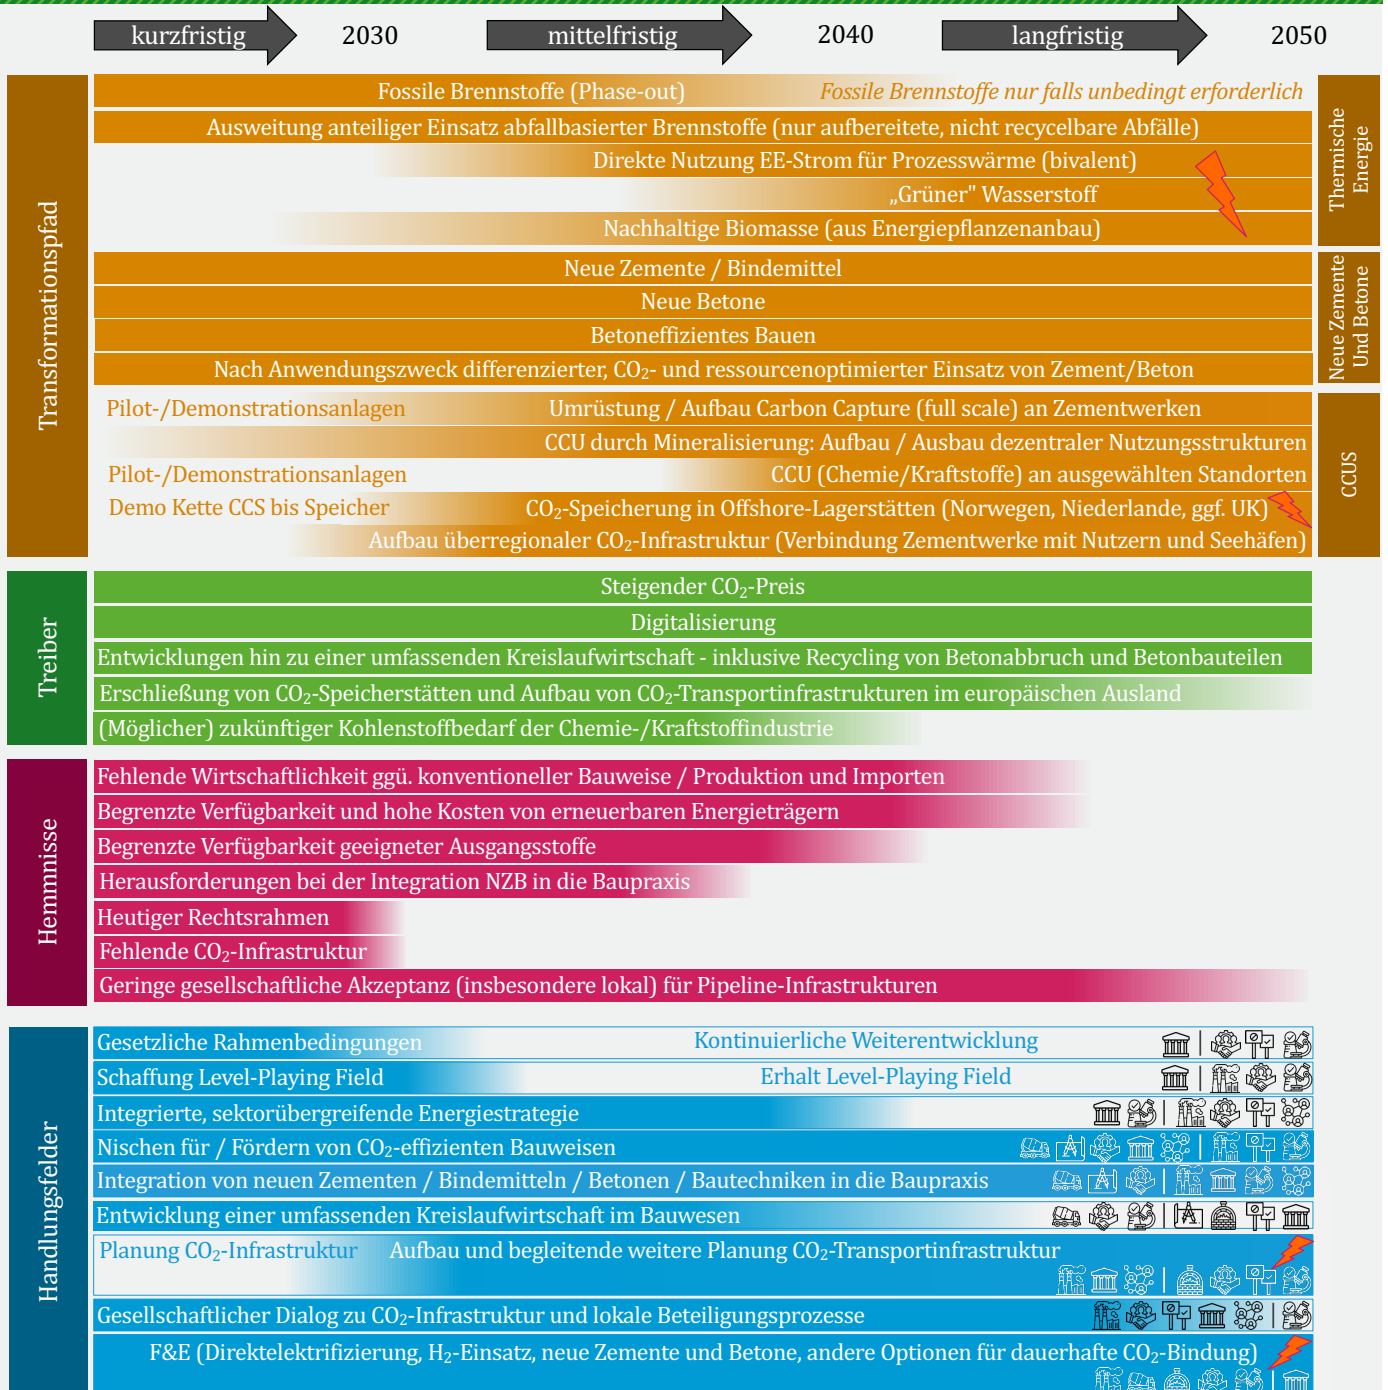 kurzfristig 2030 mittelfristig 2040 langfristig 2050
Transformationspfad
Fossile Brennstoffe (Phase-out) Fossile Brennstoffe nur falls unbedingt erforderlich
Ausweitung anteiliger Einsatz abfallbasierter Brennstoffe (nur aufbereitete, nicht recycelbare Abfälle)
Direkte Nutzung EE-Strom für Prozesswärme (bivalent)
„Grüner" Wasserstoff
Nachhaltige Biomasse (aus Energiepflanzenanbau)
Thermische
Energie
Neue Zemente / Bindemittel
Neue Betone
Betoneffizientes Bauen
Nach Anwendungszweck differenzierter, CO₂- und ressourcenoptimierter Einsatz von Zement/Beton
Neue Zemente
Und Betone
Pilot-/Demonstrationsanlagen Umrüstung / Aufbau Carbon Capture (full scale) an Zementwerken
CCU durch Mineralisierung: Aufbau / Ausbau dezentraler Nutzungsstrukturen
Pilot-/Demonstrationsanlagen CCU (Chemie/Kraftstoffe) an ausgewählten Standorten
Demo Kette CCS bis Speicher CO₂-Speicherung in Offshore-Lagerstätten (Norwegen, Niederlande, ggf. UK)
Aufbau überregionaler CO₂-Infrastruktur (Verbindung Zementwerke mit Nutzern und Seehäfen)
CCUS
Treiber
Steigender CO₂-Preis
Digitalisierung
Entwicklungen hin zu einer umfassenden Kreislaufwirtschaft - inklusive Recycling von Betonabbruch und Betonbauteilen
Erschließung von CO₂-Speicherstätten und Aufbau von CO₂-Transportinfrastrukturen im europäischen Ausland
(Möglicher) zukünftiger Kohlenstoffbedarf der Chemie-/Kraftstoffindustrie
Hemmnisse
Fehlende Wirtschaftlichkeit ggü. konventioneller Bauweise / Produktion und Importen
Begrenzte Verfügbarkeit und hohe Kosten von erneuerbaren Energieträgern
Begrenzte Verfügbarkeit geeigneter Ausgangsstoffe
Herausforderungen bei der Integration NZB in die Baupraxis
Heutiger Rechtsrahmen
Fehlende CO₂-Infrastruktur
Geringe gesellschaftliche Akzeptanz (insbesondere lokal) für Pipeline-Infrastrukturen
Handlungsfelder
Gesetzliche Rahmenbedingungen Kontinuierliche Weiterentwicklung
Schaffung Level-Playing Field Erhalt Level-Playing Field
Integrierte, sektorübergreifende Energiestrategie
Nischen für / Fördern von CO₂-effizienten Bauweisen
Integration von neuen Zementen / Bindemitteln / Betonen / Bautechniken in die Baupraxis
Entwicklung einer umfassenden Kreislaufwirtschaft im Bauwesen
Planung CO₂-Infrastruktur Aufbau und begleitende weitere Planung CO₂-Transportinfrastruktur
Gesellschaftlicher Dialog zu CO₂-Infrastruktur und lokale Beteiligungsprozesse
F&E (Direktelektrifizierung, H₂-Einsatz, neue Zemente und Betone, andere Optionen für dauerhafte CO₂-Bindung)